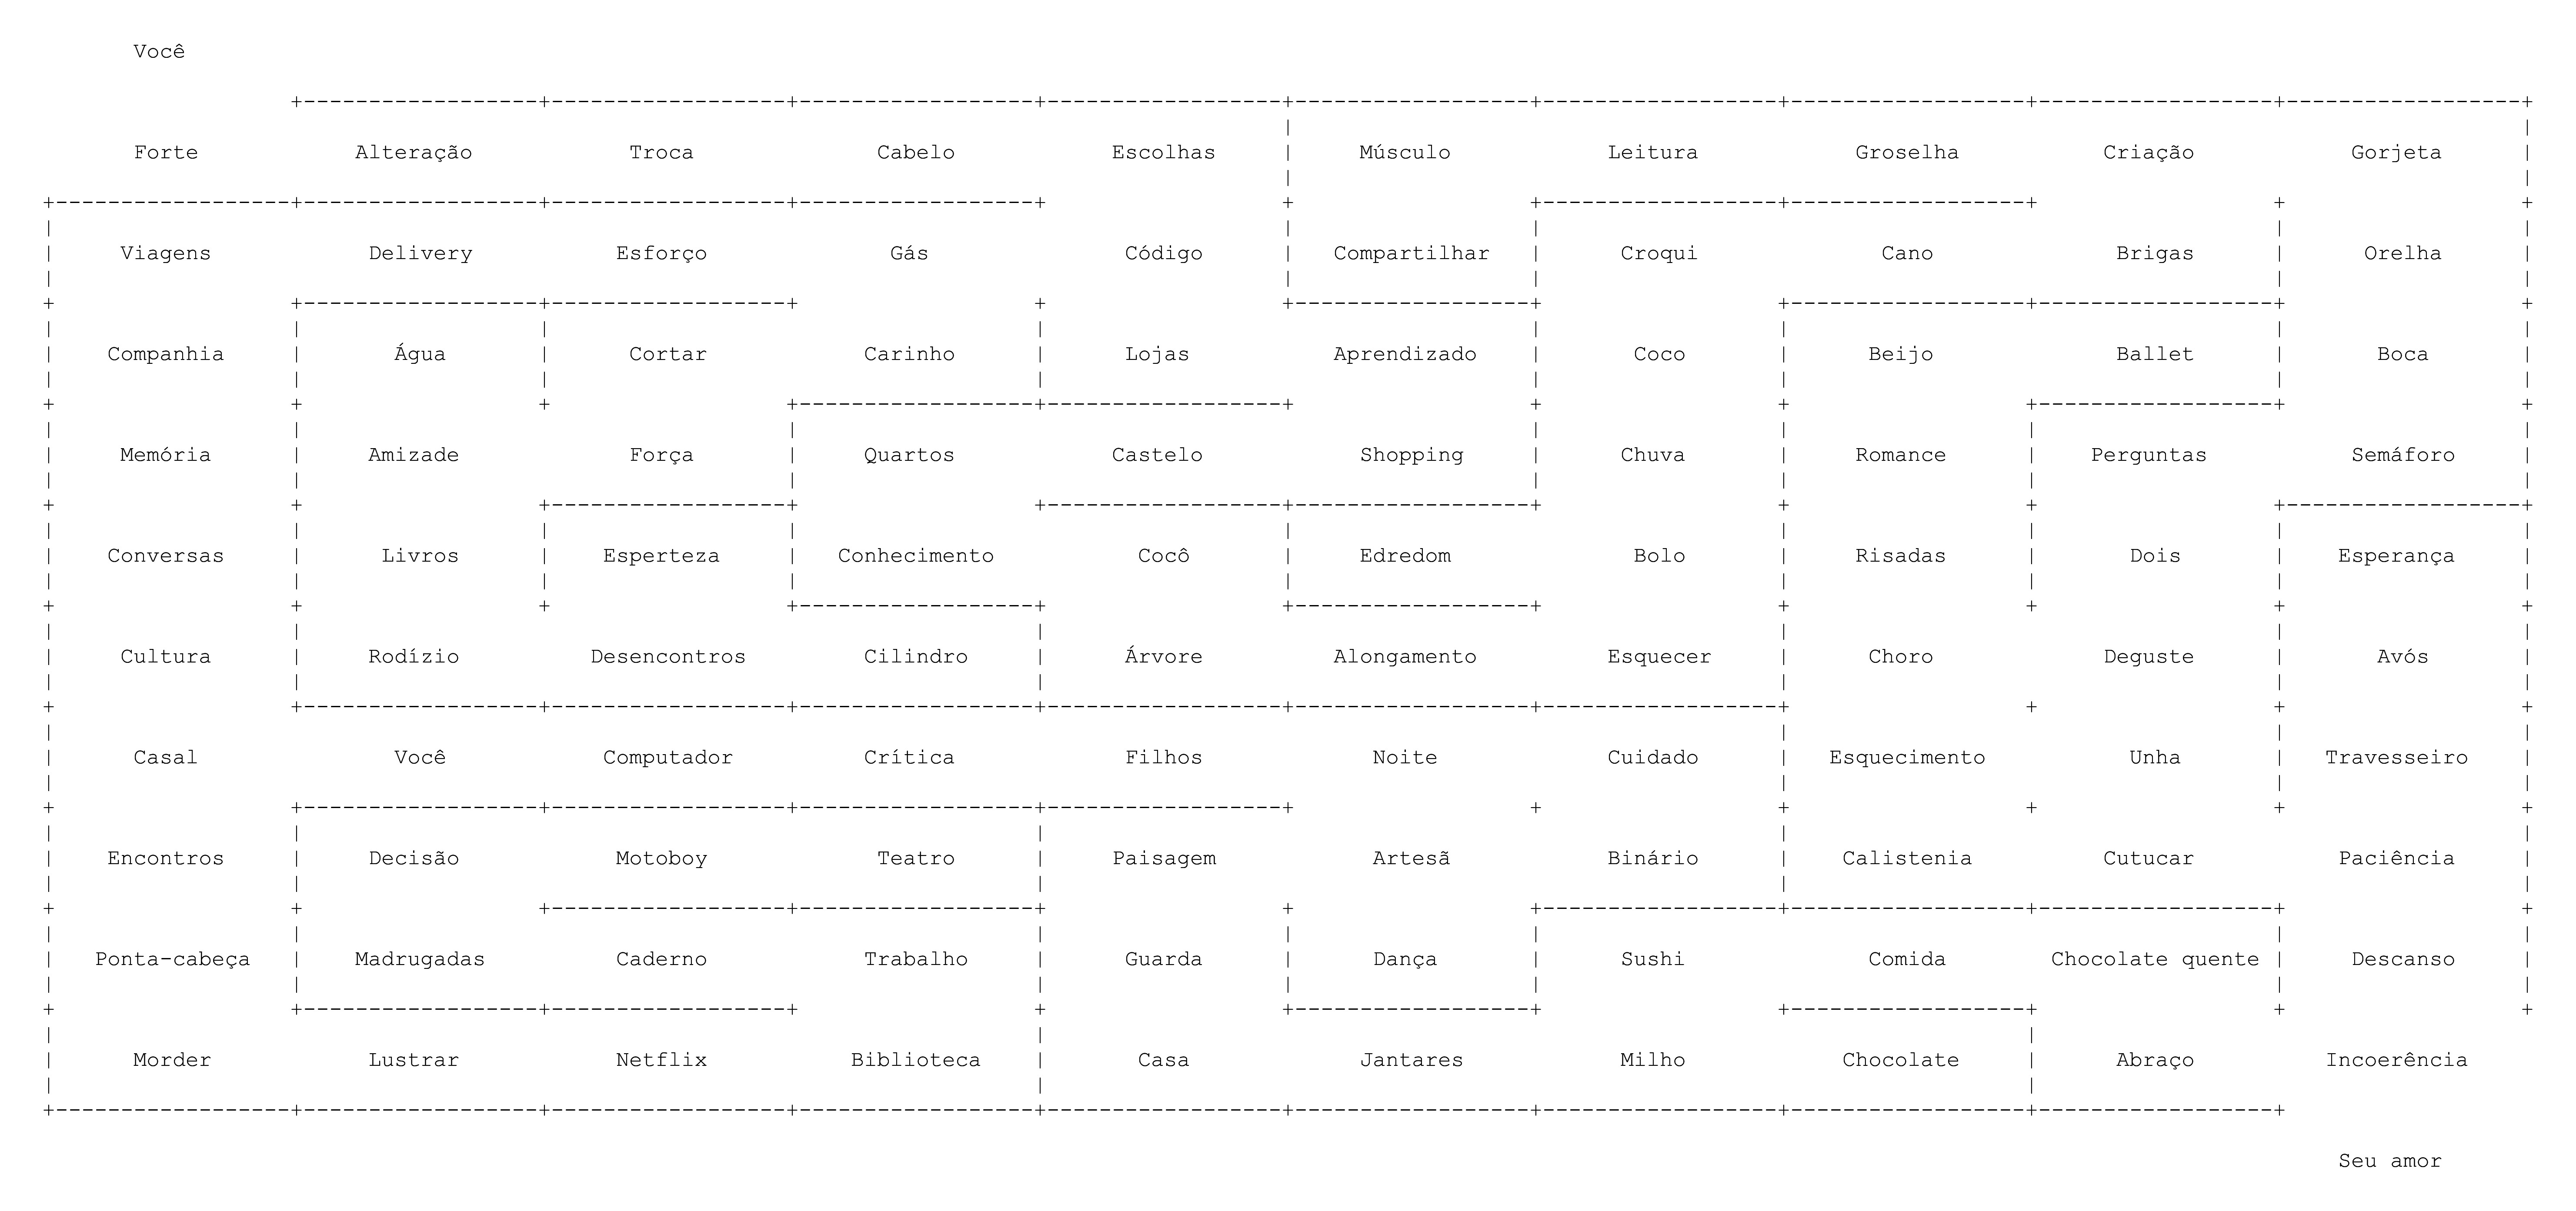 Você
Forte Alteração Troca Cabelo Escolhas Músculo Leitura Groselha Criação Gorjeta
Viagens Delivery Esforço Gás Código Compartilhar Croqui Cano Brigas Orelha
Companhia Água Cortar Carinho Lojas Aprendizado Coco Beijo Ballet Boca
Memória Amizade Força Quartos Castelo Shopping Chuva Romance Perguntas Semáforo
Conversas Livros Esperteza Conhecimento Cocô Edredom Bolo Risadas Dois Esperança
Cultura Rodízio Desencontros Cilindro Árvore Alongamento Esquecer Choro Deguste Avós
Casal Você Computador Crítica Filhos Noite Cuidado Esquecimento Unha Travesseiro
Encontros Decisão Motoboy Teatro Paisagem Artesã Binário Calistenia Cutucar Paciência
Ponta-cabeça Madrugadas Caderno Trabalho Guarda Dança Sushi Comida Chocolate quente Descanso
Morder Lustrar Netflix Biblioteca Casa Jantares Milho Chocolate Abraço Incoerência
Seu amor